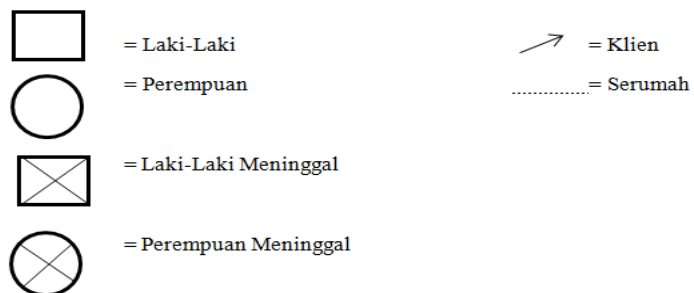 = Laki-Laki
= Klien
= Perempuan
= Serumah
= Laki-Laki Meninggal
= Perempuan Meninggal